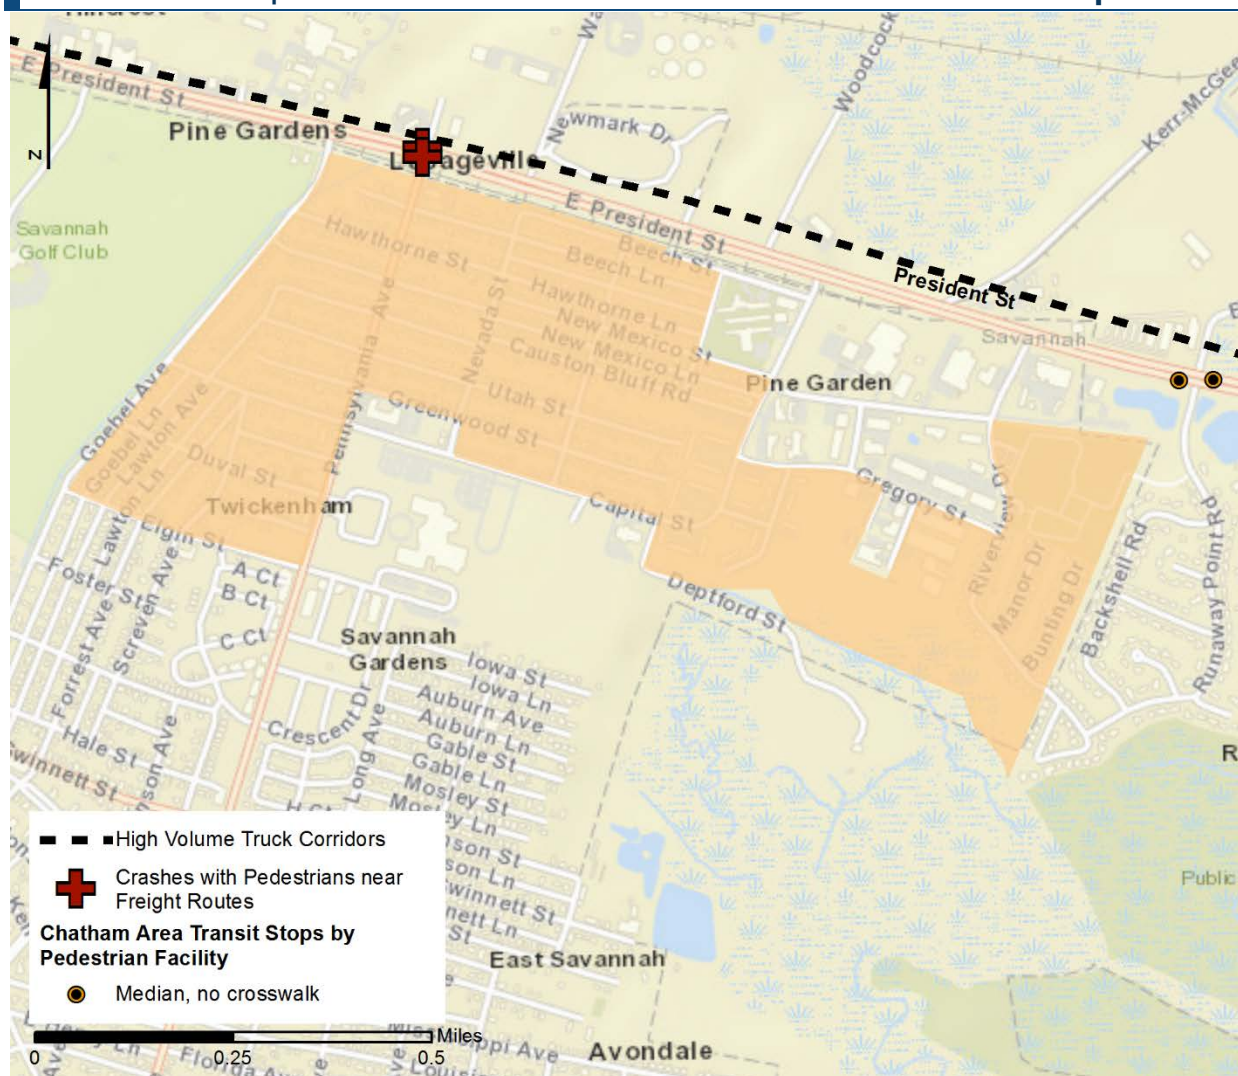 E President St
Pine Gardens
Newmark Dr
Woodcock
Kerr-McGee
Savannah
Golf Club
E President St
President St
Savannah
Hawthorne St
Beech St
Beech Ln
Hawthorne Ln
New Mexico St
New Mexico Ln
Causton Bluff Rd
Nevada St
Pennsylvania Ave
Utah St
Greenwood St
Pine Garden
Goebel Ave
Goebel Ln
Lawton Ave
Lawton Ln
Duval St
Twickenham
Elgin St
Capital St
Gregory St
Riverview Dr
Manor Dr
Bunting Dr
Backshell Rd
Runaway Point Rd
Deptford St
Foster St
Forrest Ave
Screven Ave
A Ct
B Ct
C Ct
Savannah
Gardens
Iowa St
Iowa Ln
Auburn Ave
Auburn Ln
Gable St
Gable Ln
Mosley St
Crescent Dr
Long Ave
Hale St
Gwinnett St
H Ct
Gwinnett St
East Savannah
Avondale
Public
N
High Volume Truck Corridors
Crashes with Pedestrians near
Freight Routes
Chatham Area Transit Stops by
Pedestrian Facility
Median, no crosswalk
Miles
0
0.25
0.5
Mississippi Ave